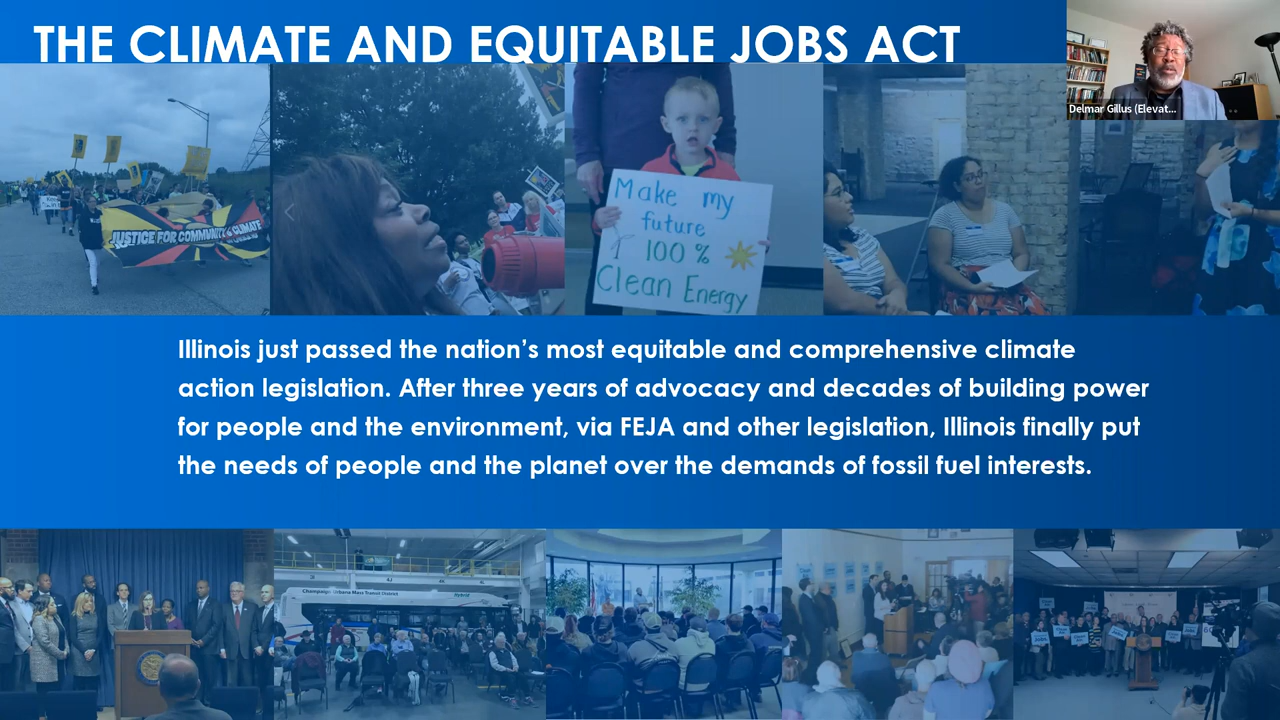 THE CLIMATE AND EQUITABLE JOBS ACT
Delmar Gillus (Elevat...
JUSTICE FOR COMMUNITY & CLIMATE
Make my
future
100 %
Clean Energy
Illinois just passed the nation's most equitable and comprehensive climate
action legislation. After three years of advocacy and decades of building power
for people and the environment, via FEJA and other legislation, Illinois finally put
the needs of people and the planet over the demands of fossil fuel interests.
Champaign-Urbana Mass Transit District
Hybrid